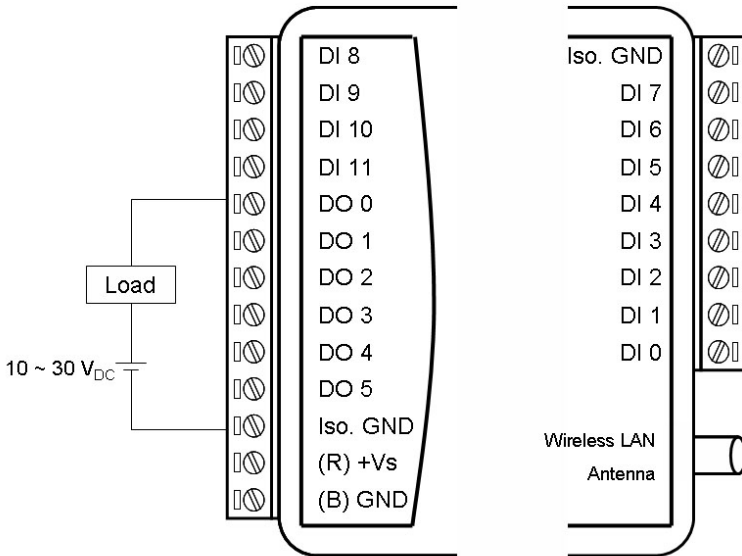 DI 8
DI 9
DI 10
DI 11
DO 0
DO 1
DO 2
DO 3
DO 4
DO 5
Iso. GND
(R) +Vs
(B) GND
Load
10 ~ 30 VDC
Iso. GND
DI 7
DI 6
DI 5
DI 4
DI 3
DI 2
DI 1
DI 0
Wireless LAN
Antenna